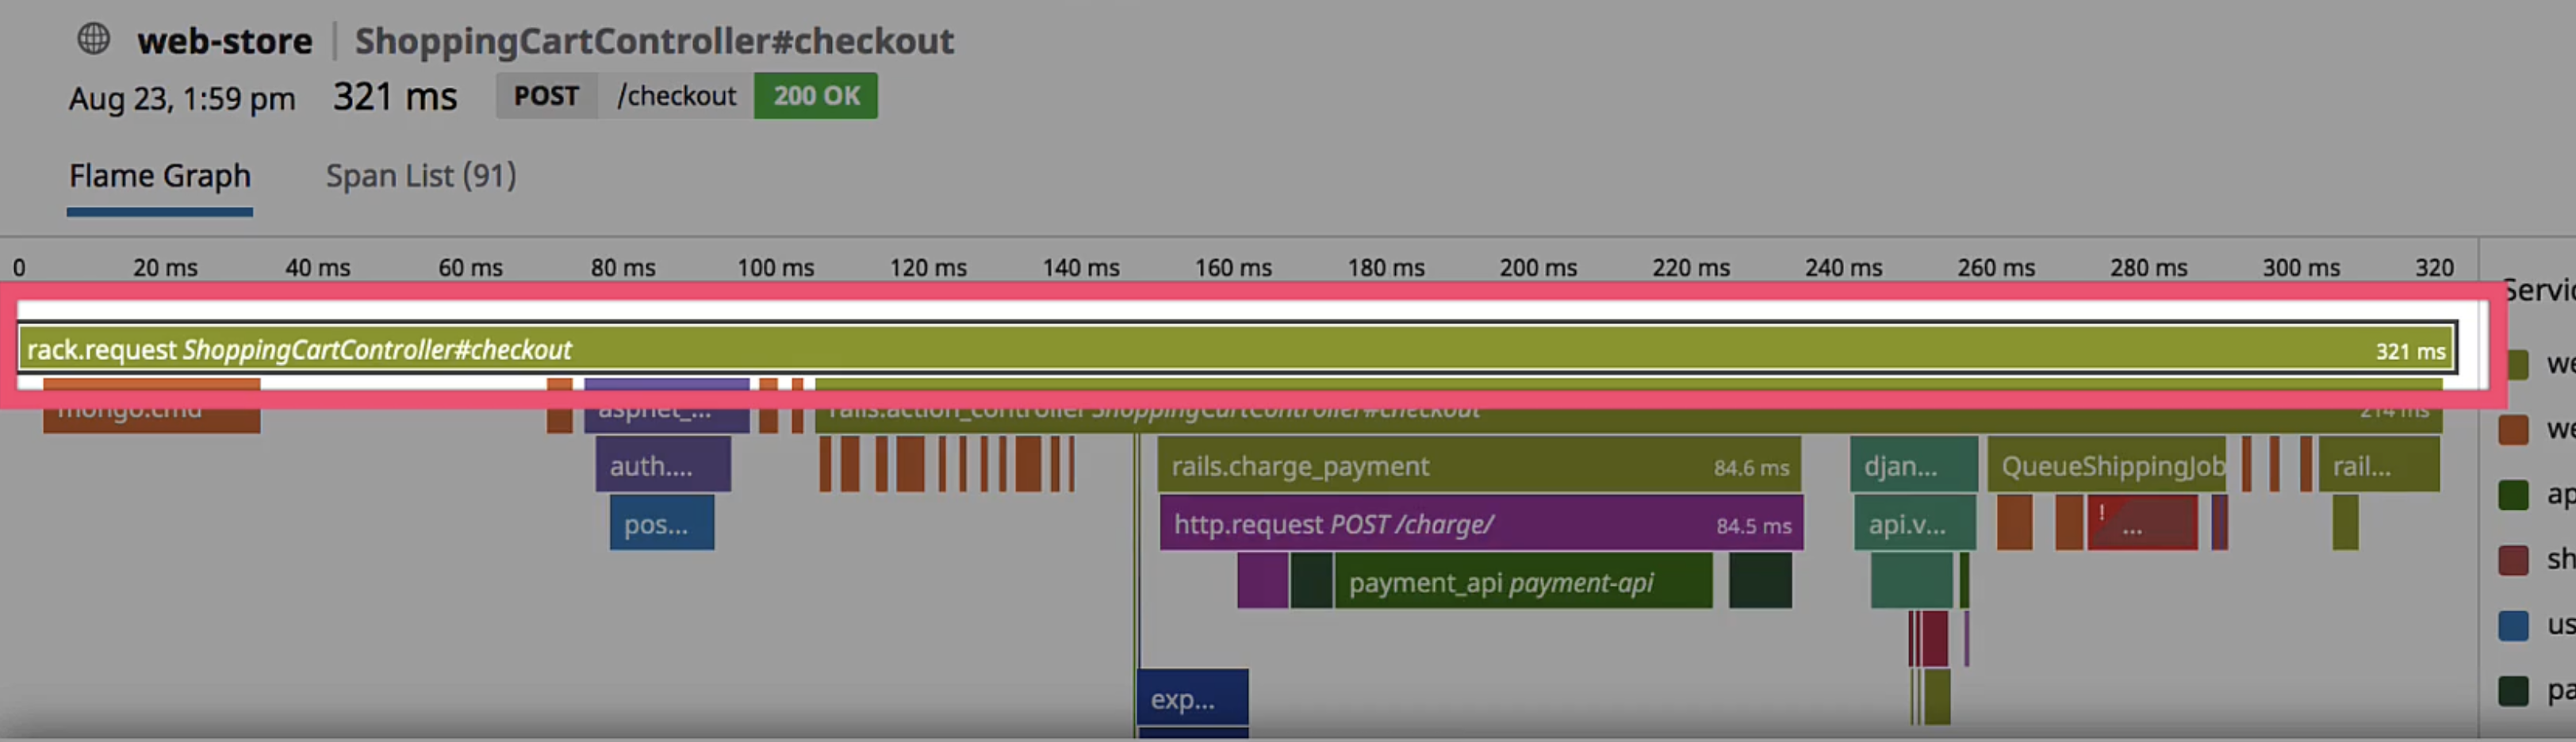 web-store | ShoppingCartController#checkout
Aug 23, 1:59 pm 321 ms POST /checkout 200 OK
Flame Graph Span List (91)
0 20 ms 40 ms 60 ms 80 ms 100 ms 120 ms 140 ms 160 ms 180 ms 200 ms 220 ms 240 ms 260 ms 280 ms 300 ms 320
Servic
rack.request ShoppingCartController#checkout 321 ms
we
mongo.cmd aspnet_... rails.action_controller ShoppingCartController#checkout 214 ms
we
auth.... rails.charge_payment 84.6 ms djan... QueueShippingJob rail...
ap
pos... http.request POST /charge/ 84.5 ms api.v... ! ...
sh
payment_api payment-api
us
exp...
pa